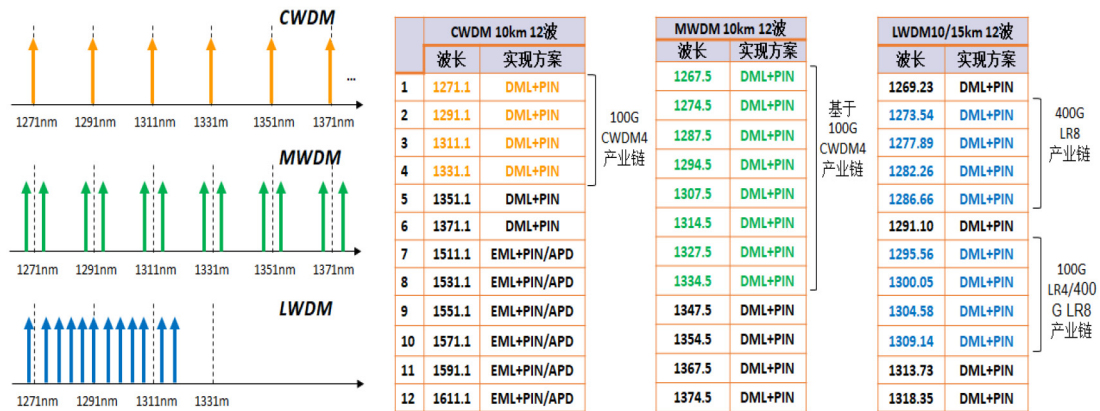 CWDM
...
1271nm 1291nm 1311nm 1331m 1351nm 1371nm
MWDM
1271nm 1291nm 1311nm 1331m 1351nm 1371nm
LWDM
1271nm 1291nm 1311nm 1331m
CWDM 10km 12波
波长 实现方案
1 1271.1 DML+PIN
2 1291.1 DML+PIN
3 1311.1 DML+PIN
4 1331.1 DML+PIN
5 1351.1 DML+PIN
6 1371.1 DML+PIN
7 1511.1 EML+PIN/APD
8 1531.1 EML+PIN/APD
9 1551.1 EML+PIN/APD
10 1571.1 EML+PIN/APD
11 1591.1 EML+PIN/APD
12 1611.1 EML+PIN/APD
100G
CWDM4
产业链
MWDM 10km 12波
波长 实现方案
1267.5 DML+PIN
1274.5 DML+PIN
1287.5 DML+PIN
1294.5 DML+PIN
1307.5 DML+PIN
1314.5 DML+PIN
1327.5 DML+PIN
1334.5 DML+PIN
1347.5 DML+PIN
1354.5 DML+PIN
1367.5 DML+PIN
1374.5 DML+PIN
基于
100G
CWDM4
产业链
LWDM10/15km 12波
波长 实现方案
1269.23 DML+PIN
1273.54 DML+PIN
1277.89 DML+PIN
1282.26 DML+PIN
1286.66 DML+PIN
1291.10 DML+PIN
1295.56 DML+PIN
1300.05 DML+PIN
1304.58 DML+PIN
1309.14 DML+PIN
1313.73 DML+PIN
1318.35 DML+PIN
400G
LR8
产业链
100G
LR4/400
G LR8
产业链